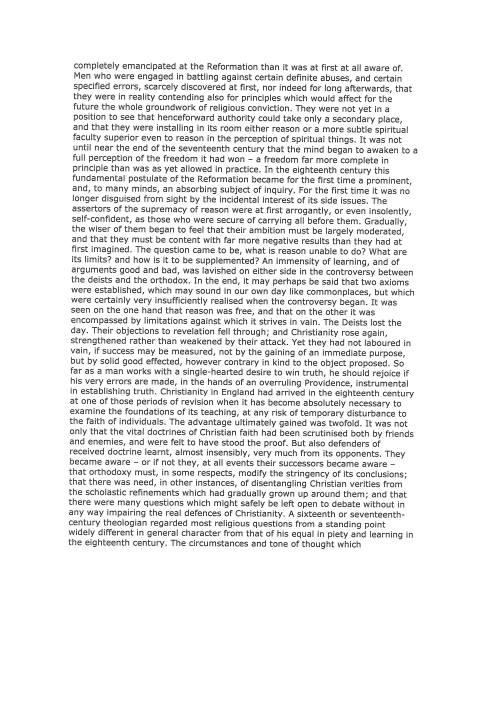 completely emancipated at the Reformation than it was at first at all aware of.
Men who were engaged in battling against certain definite abuses, and certain
specified errors, scarcely discovered at first, nor indeed for long afterwards, that
they were in reality contending also for principles which would affect for the
future the whole groundwork of religious conviction. They were not yet in a
position to see that henceforward authority could take only a secondary place,
and that they were installing in its room either reason or a more subtle spiritual
faculty superior even to reason in the perception of spiritual things. It was not
until near the end of the seventeenth century that the mind began to awaken to a
full perception of the freedom it had won – a freedom far more complete in
principle than was as yet allowed in practice. In the eighteenth century this
fundamental postulate of the Reformation became for the first time a prominent,
and, to many minds, an absorbing subject of inquiry. For the first time it was no
longer disguised from sight by the incidental interest of its side issues. The
assertors of the supremacy of reason were at first arrogantly, or even insolently,
self-confident, as those who were secure of carrying all before them. Gradually,
the wiser of them began to feel that their ambition must be largely moderated,
and that they must be content with far more negative results than they had at
first imagined. The question came to be, what is reason unable to do? What are
its limits? and how is it to be supplemented? An immensity of learning, and of
arguments good and bad, was lavished on either side in the controversy between
the deists and the orthodox. In the end, it may perhaps be said that two axioms
were established, which may sound in our own day like commonplaces, but which
were certainly very insufficiently realised when the controversy began. It was
seen on the one hand that reason was free, and that on the other it was
encompassed by limitations against which it strives in vain. The Deists lost the
day. Their objections to revelation fell through; and Christianity rose again,
strengthened rather than weakened by their attack. Yet they had not laboured in
vain, if success may be measured, not by the gaining of an immediate purpose,
but by solid good effected, however contrary in kind to the object proposed. So
far as a man works with a single-hearted desire to win truth, he should rejoice if
his very errors are made, in the hands of an overruling Providence, instrumental
in establishing truth. Christianity in England had arrived in the eighteenth century
at one of those periods of revision when it has become absolutely necessary to
examine the foundations of its teaching, at any risk of temporary disturbance to
the faith of individuals. The advantage ultimately gained was twofold. It was not
only that the vital doctrines of Christian faith had been scrutinised both by friends
and enemies, and were felt to have stood the proof. But also defenders of
received doctrine learnt, almost insensibly, very much from its opponents. They
became aware – or if not they, at all events their successors became aware –
that orthodoxy must, in some respects, modify the stringency of its conclusions;
that there was need, in other instances, of disentangling Christian verities from
the scholastic refinements which had gradually grown up around them; and that
there were many questions which might safely be left open to debate without in
any way impairing the real defences of Christianity. A sixteenth or seventeenth-
century theologian regarded most religious questions from a standing point
widely different in general character from that of his equal in piety and learning in
the eighteenth century. The circumstances and tone of thought which